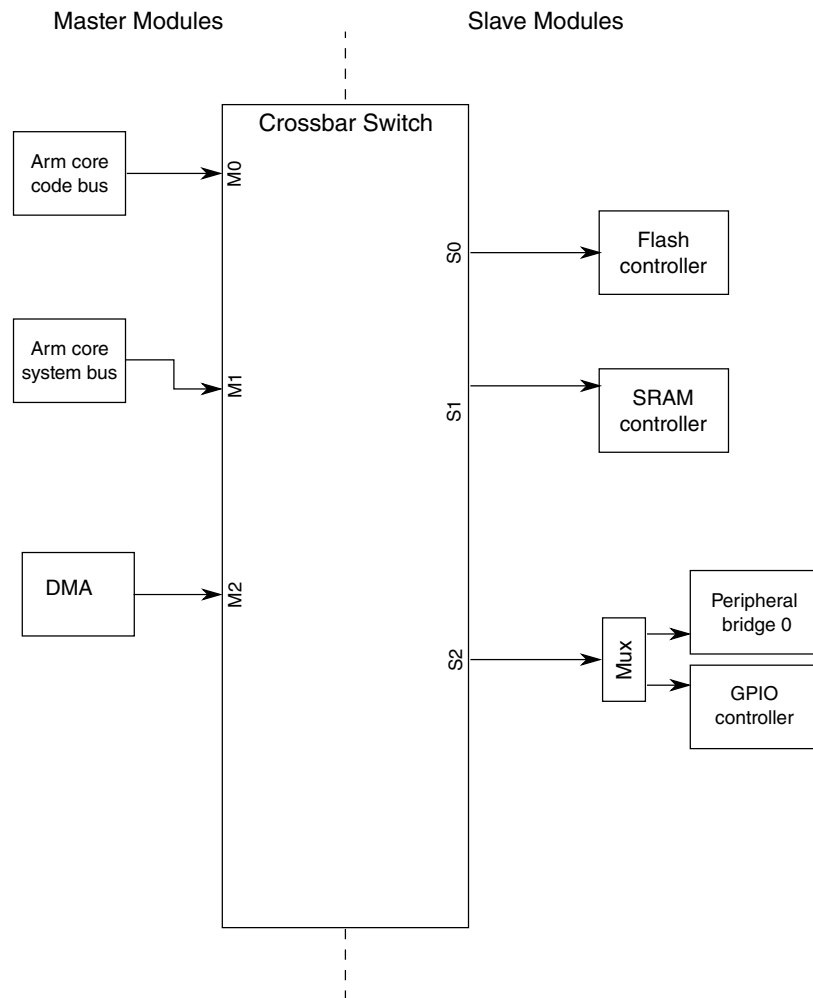 Master Modules
Slave Modules
Crossbar Switch
Arm core
code bus
M0
S0
Flash
controller
Arm core
system bus
M1
S1
SRAM
controller
DMA
M2
S2
Mux
Peripheral
bridge 0
GPIO
controller